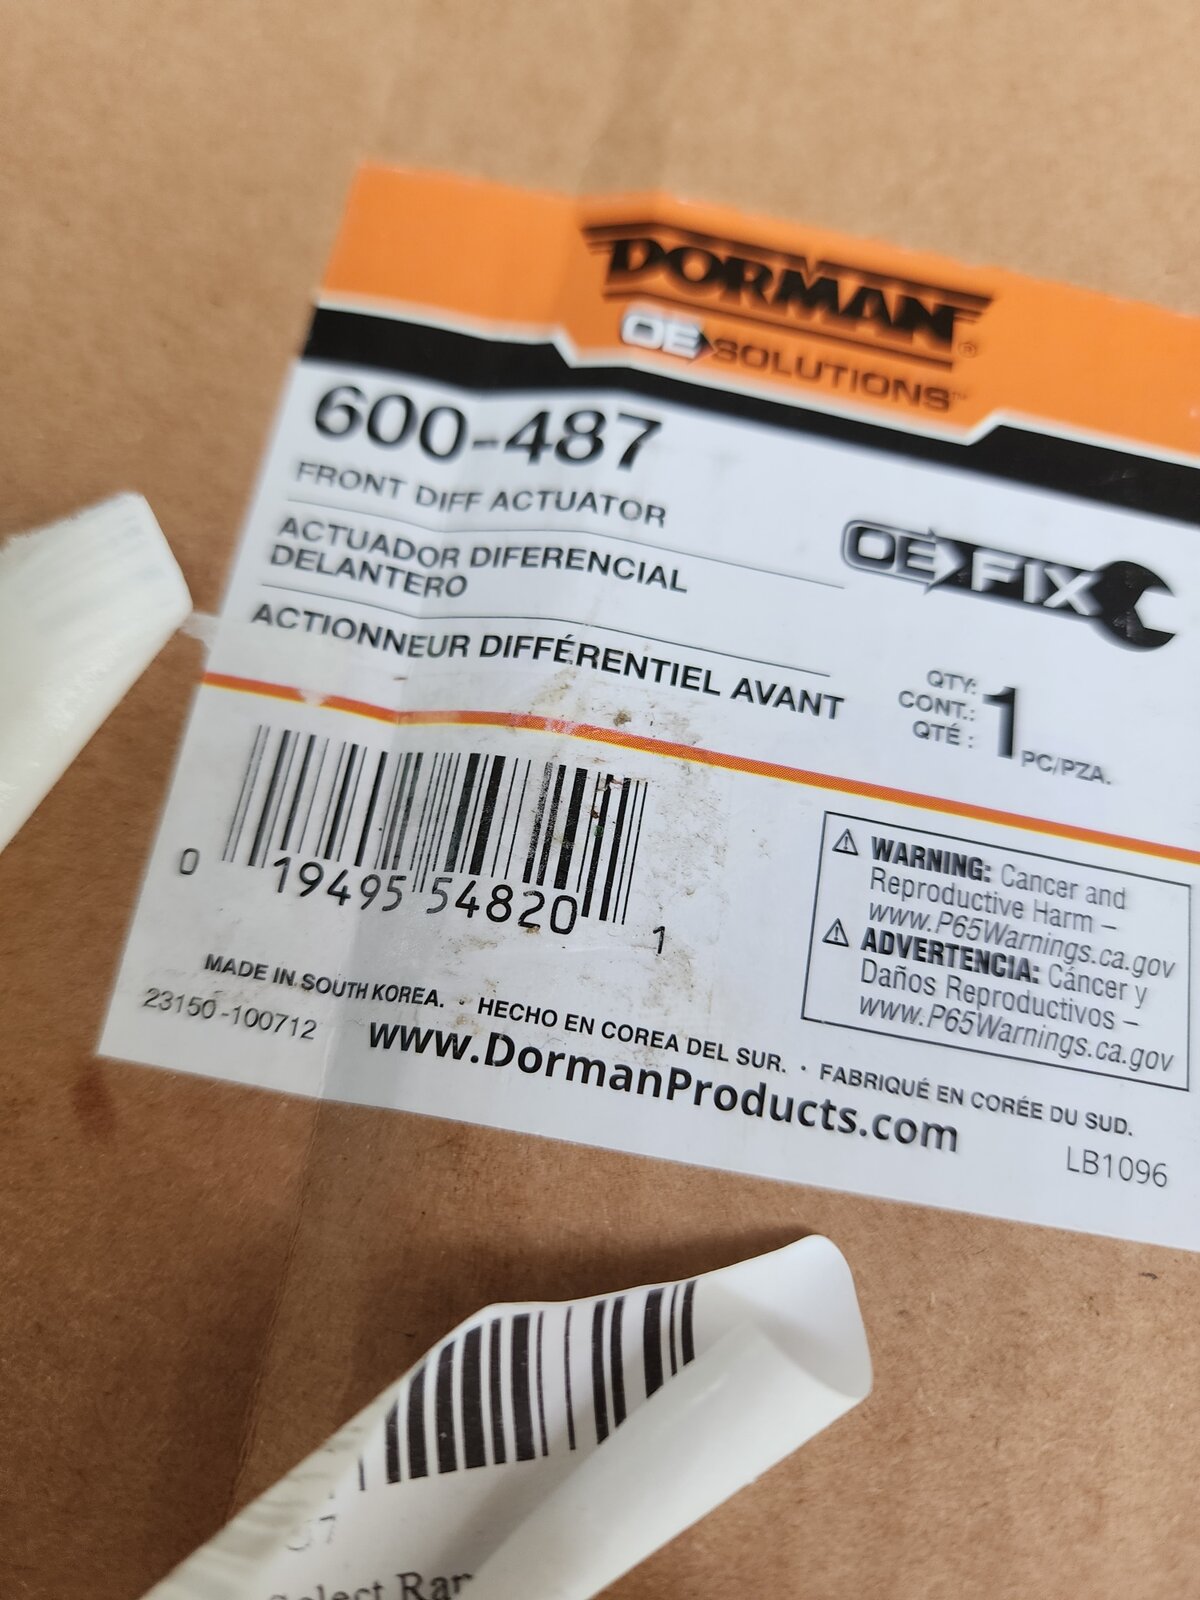 DORMAN®
OE SOLUTIONS™
600-487
FRONT DIFF ACTUATOR
ACTUADOR DIFERENCIAL
DELANTERO
ACTIONNEUR DIFFÉRENTIEL AVANT
OE FIX
QTY:
CONT.:
QTÉ :
1 PC/PZA.
0 19495 54820 1
⚠ WARNING: Cancer and
Reproductive Harm –
www.P65Warnings.ca.gov
⚠ ADVERTENCIA: Cáncer y
Daños Reproductivos –
www.P65Warnings.ca.gov
MADE IN SOUTH KOREA. · HECHO EN COREA DEL SUR. · FABRIQUÉ EN CORÉE DU SUD.
23150-100712
www.DormanProducts.com
LB1096